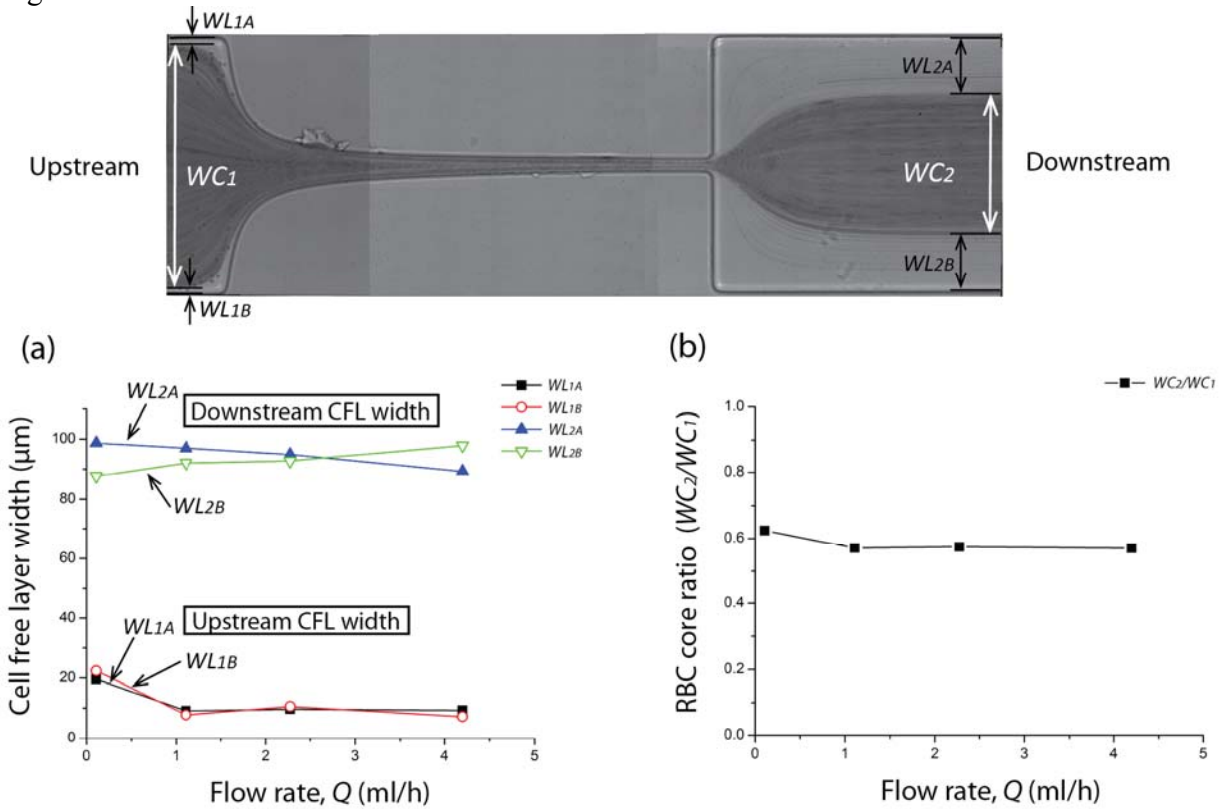 WL1A
WL2A
Upstream
WC1
WC2
Downstream
WL2B
WL1B
(a)
WL2A
Downstream CFL width
WL1A
WL1B
WL2A
WL2B
WL2B
Upstream CFL width
WL1A
WL1B
Cell free layer width (μm)
100
80
60
40
20
0
0
1
2
3
4
5
Flow rate, Q (ml/h)
(b)
WC2/WC1
RBC core ratio (WC2/WC1)
1.0
0.8
0.6
0.4
0.2
0.0
0
1
2
3
4
5
Flow rate, Q (ml/h)